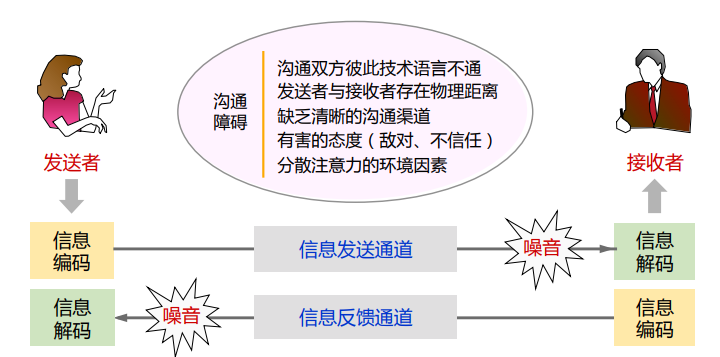 沟通
障碍
沟通双方彼此技术语言不通
发送者与接收者存在物理距离
缺乏清晰的沟通渠道
有害的态度（敌对、不信任）
分散注意力的环境因素
发送者
接收者
信息
编码
信息发送通道
噪音
信息
解码
信息
解码
噪音
信息反馈通道
信息
编码